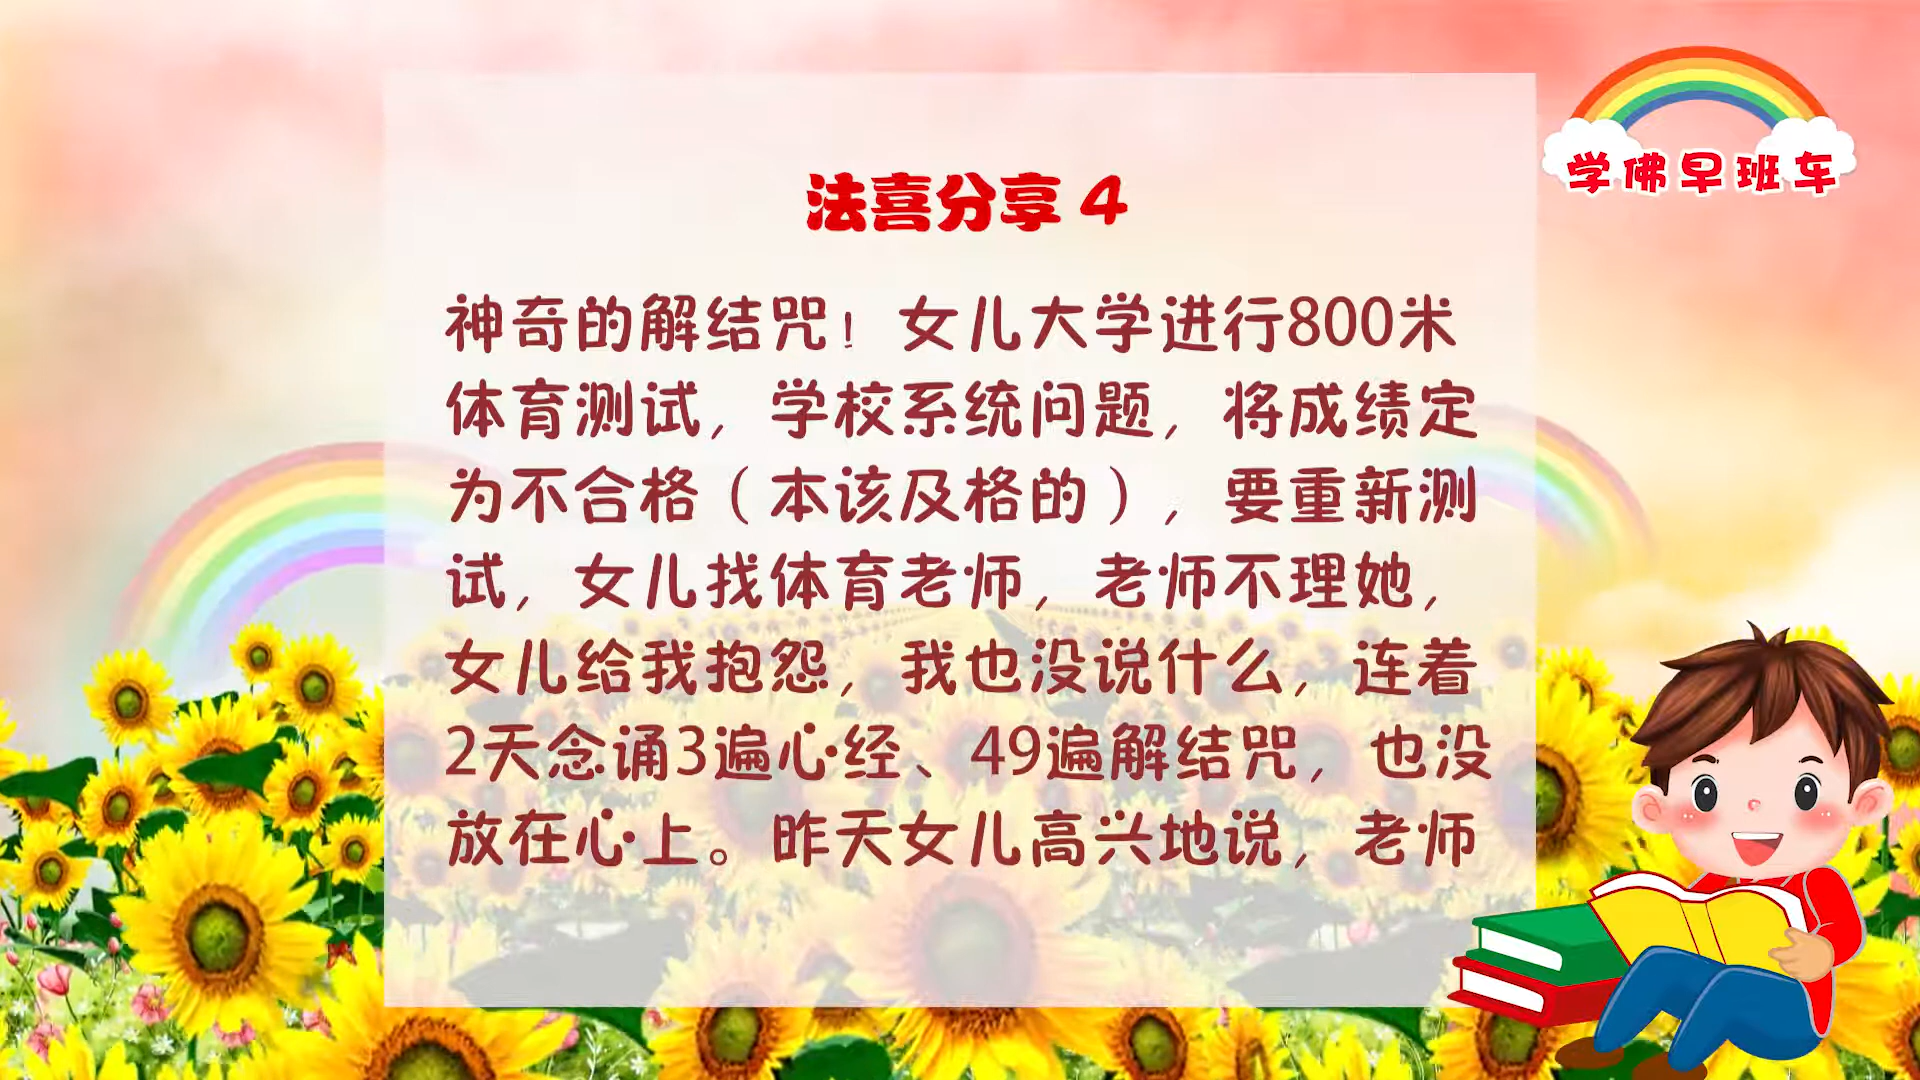 学佛早班车
法喜分享 4
神奇的解结咒！女儿大学进行800米
体育测试，学校系统问题，将成绩定
为不合格（本该及格的），要重新测
试，女儿找体育老师，老师不理她，
女儿给我抱怨，我也没说什么，连着
2天念诵3遍心经、49遍解结咒，也没
放在心上。昨天女儿高兴地说，老师